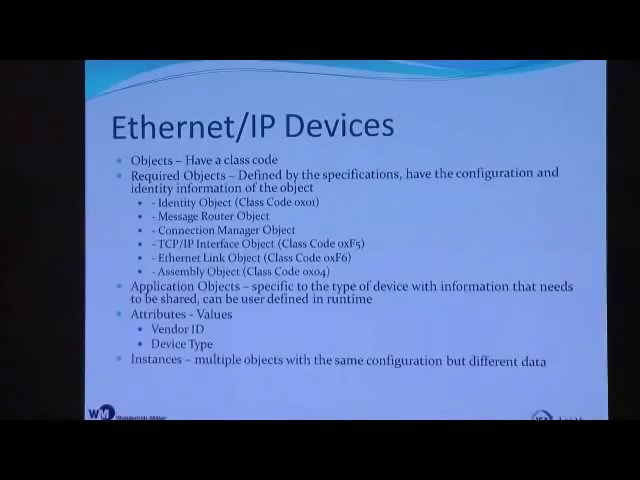 Ethernet/IP Devices
Objects – Have a class code
Required Objects – Defined by the specifications, have the configuration and
identity information of the object
- Identity Object (Class Code 0x01)
- Message Router Object
- Connection Manager Object
- TCP/IP Interface Object (Class Code 0xF5)
- Ethernet Link Object (Class Code 0xF6)
- Assembly Object (Class Code 0x04)
Application Objects – specific to the type of device with information that needs
to be shared, can be user defined in runtime
Attributes - Values
Vendor ID
Device Type
Instances – multiple objects with the same configuration but different data
WM